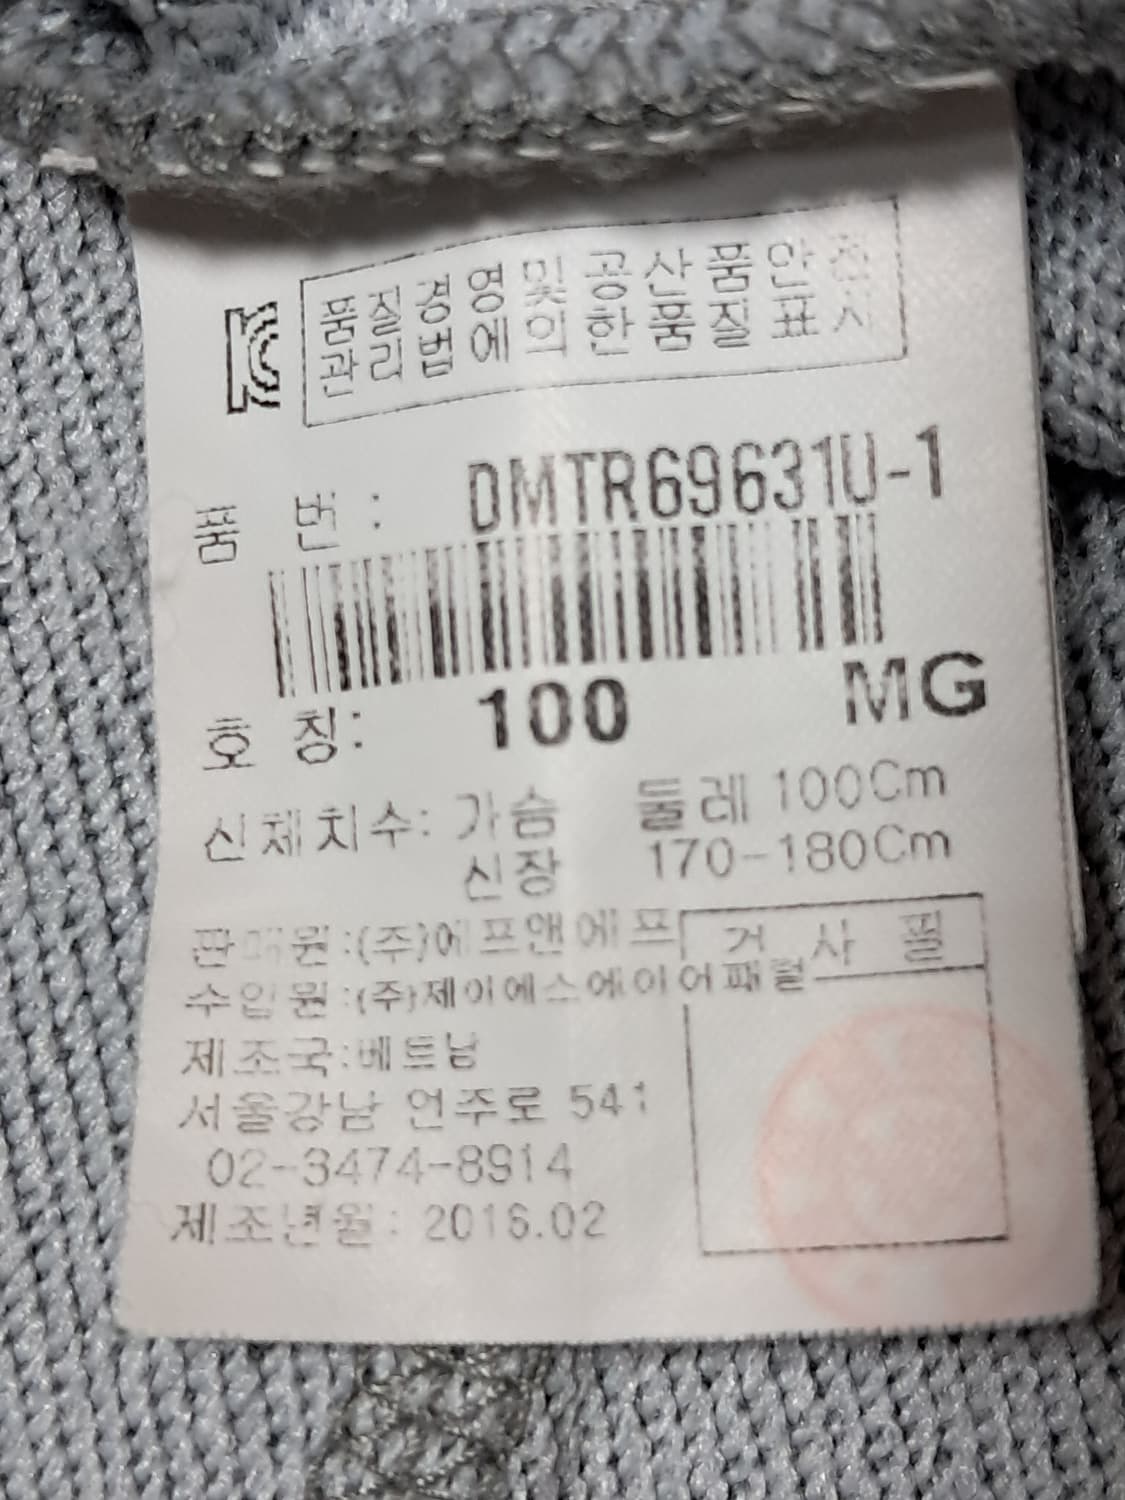 품질경영및공산품안전
관리법에의한품질표시
품 번 : DMTR69631U-1
호 칭: 100 MG
신체치수: 가슴 둘레 100Cm
신장 170-180Cm
판매원:(주)에프앤에프
검 사 필
수입원:(주)제이에스에이어패럴
제조국:베트남
서울강남 언주로 541
02-3474-8914
제조년월: 2016.02